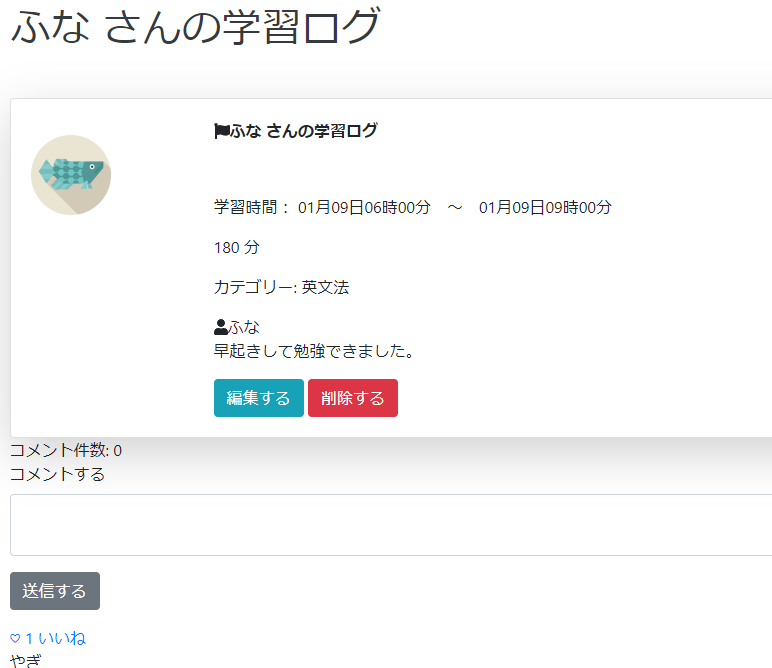 ふな さんの学習ログ
ふな さんの学習ログ
学習時間： 01月09日06時00分　～　01月09日09時00分
180 分
カテゴリー: 英文法
ふな
早起きして勉強できました。
編集する 削除する
コメント件数: 0
コメントする
送信する
♡ 1 いいね
やぎ